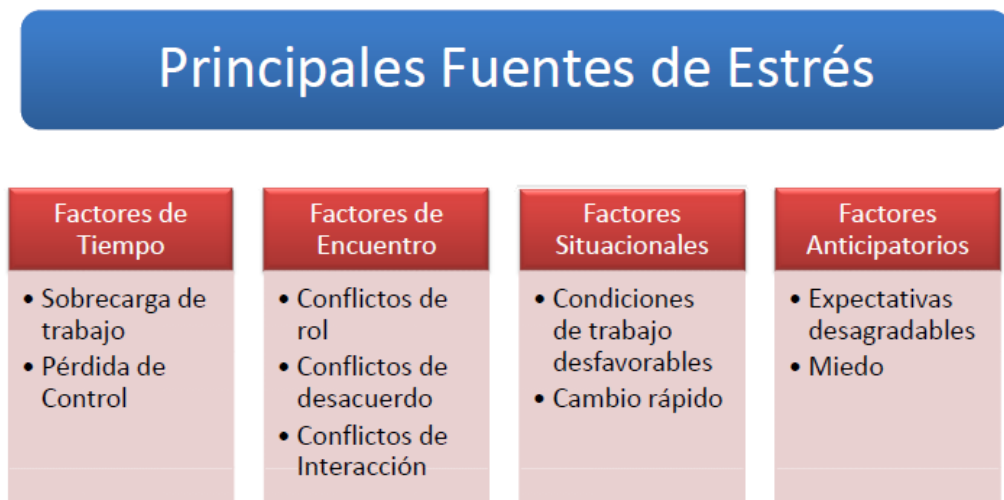 Principales Fuentes de Estrés
Factores de
Tiempo
• Sobrecarga de
trabajo
• Pérdida de
Control
Factores de
Encuentro
• Conflictos de
rol
• Conflictos de
desacuerdo
• Conflictos de
Interacción
Factores
Situacionales
• Condiciones
de trabajo
desfavorables
• Cambio rápido
Factores
Anticipatorios
• Expectativas
desagradables
• Miedo